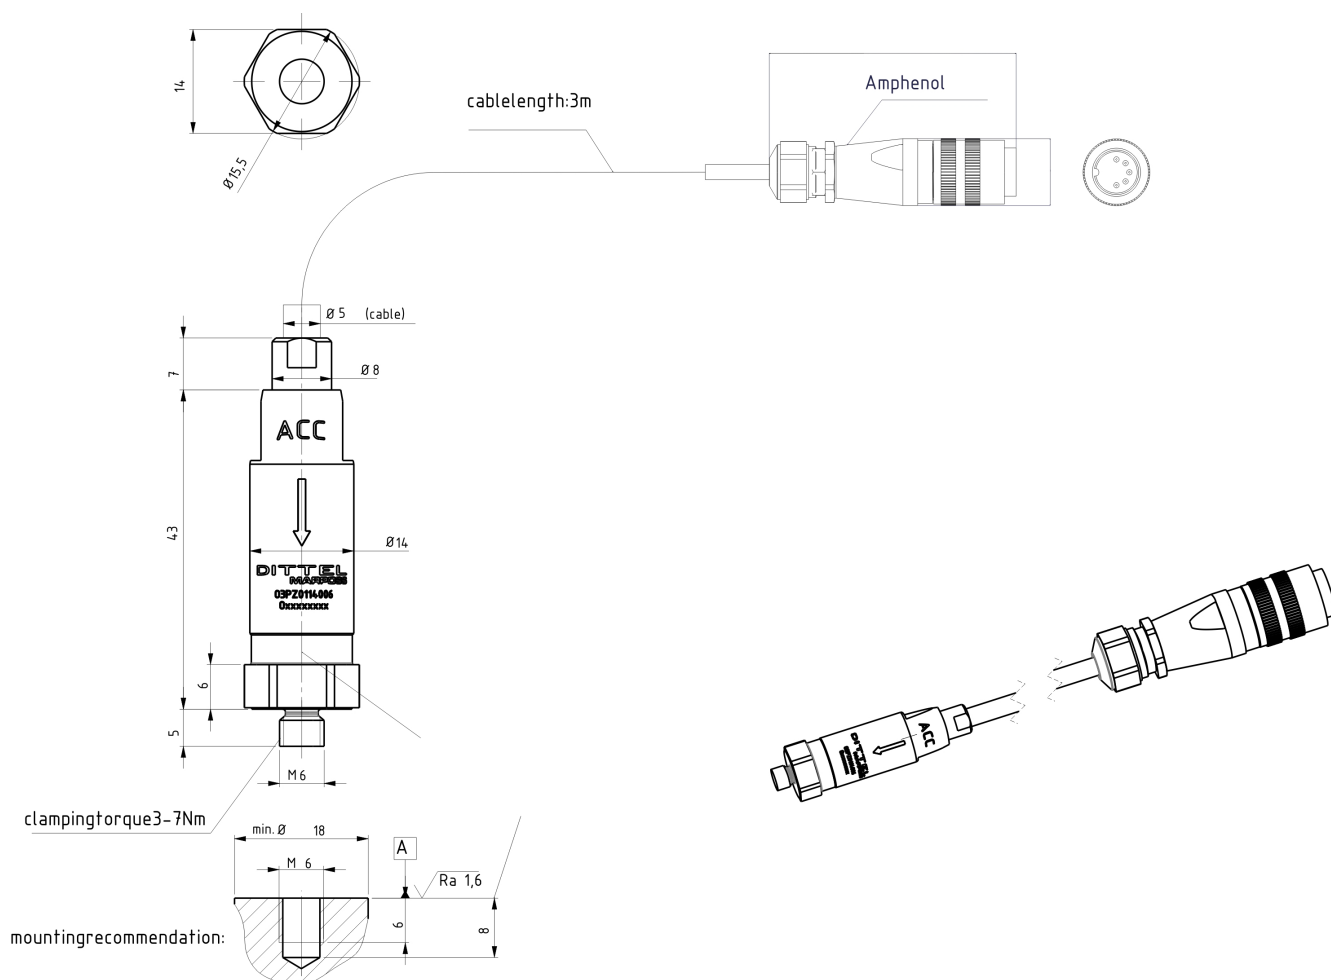 14
Ø15,5
cablelength:3m
Amphenol
Ø 5 (cable)
7
Ø 8
ACC
43
Ø14
DITTEL
MARPOSS
03PZ0114006
0xxxxxxxx
6
5
M 6
clampingtorque3-7Nm
min. Ø 18
M 6
A
Ra 1,6
6
8
mountingrecommendation:
ACC
DITTEL